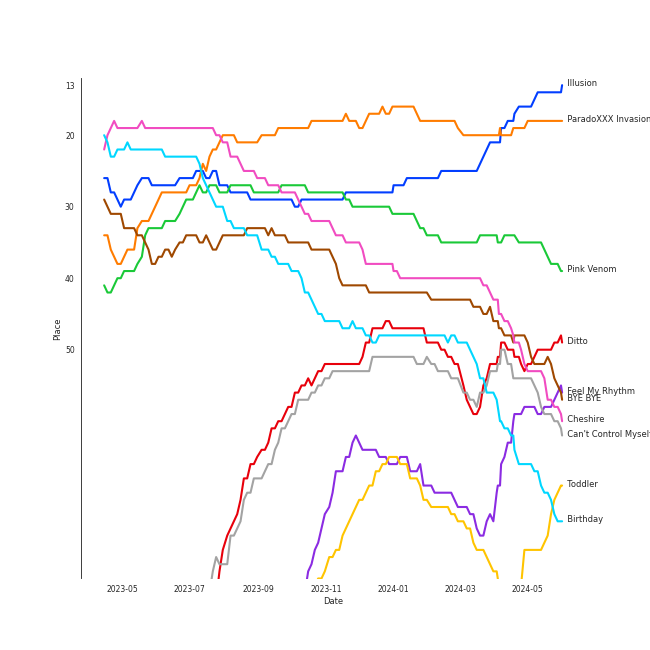 13
20
30
40
50
Place
2023-05
2023-07
2023-09
2023-11
2024-01
2024-03
2024-05
Date
Illusion
ParadoXXX Invasion
Pink Venom
Ditto
Feel My Rhythm
BYE BYE
Cheshire
Can't Control Myself
Toddler
Birthday